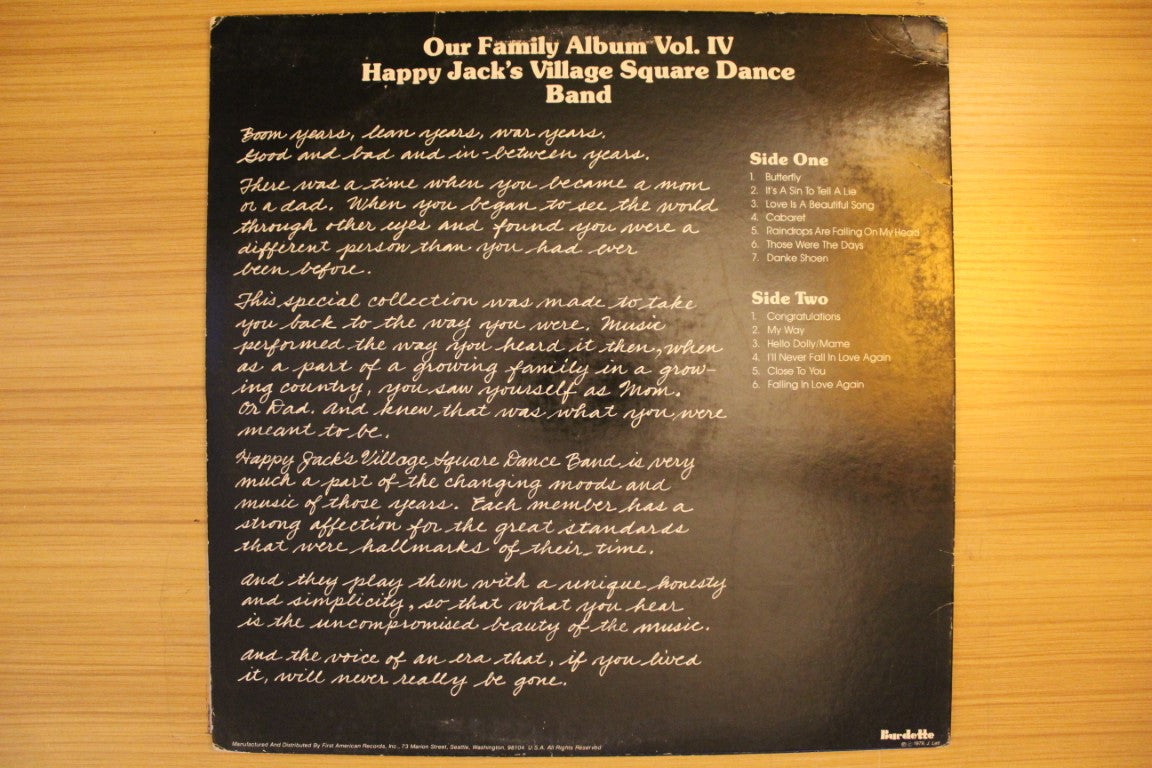 Our Family Album Vol. IV
Happy Jack's Village Square Dance
Band
Boom years, lean years, war years.
Good and bad and in-between years.
There was a time when you became a mom
or a dad. When you began to see the world
through other eyes and found you were a
different person than you had ever
been before.
This special collection was made to take
you back to the way you were. Music
performed the way you heard it then, when
as a part of a growing family in a grow-
ing country, you saw yourself as Mom.
Or Dad. And knew that was what you were
meant to be.
Happy Jack's Village Square Dance Band is very
much a part of the changing moods and
music of those years. Each member has a
strong affection for the great standards
that were hallmarks of their time.
And they play them with a unique honesty
and simplicity, so that what you hear
is the uncompromised beauty of the music.
And the voice of an era that, if you lived
it, will never really be gone.
Side One
1. Butterfly
2. It's A Sin To Tell A Lie
3. Love Is A Beautiful Song
4. Cabaret
5. Raindrops Are Falling On My Head
6. Those Were The Days
7. Danke Shoen
Side Two
1. Congratulations
2. My Way
3. Hello Dolly/Mame
4. I'll Never Fall In Love Again
5. Close To You
6. Falling In Love Again
Manufactured And Distributed By First American Records, Inc., 73 Marion Street, Seattle, Washington, 98104 U.S.A. All Rights Reserved
Burdette